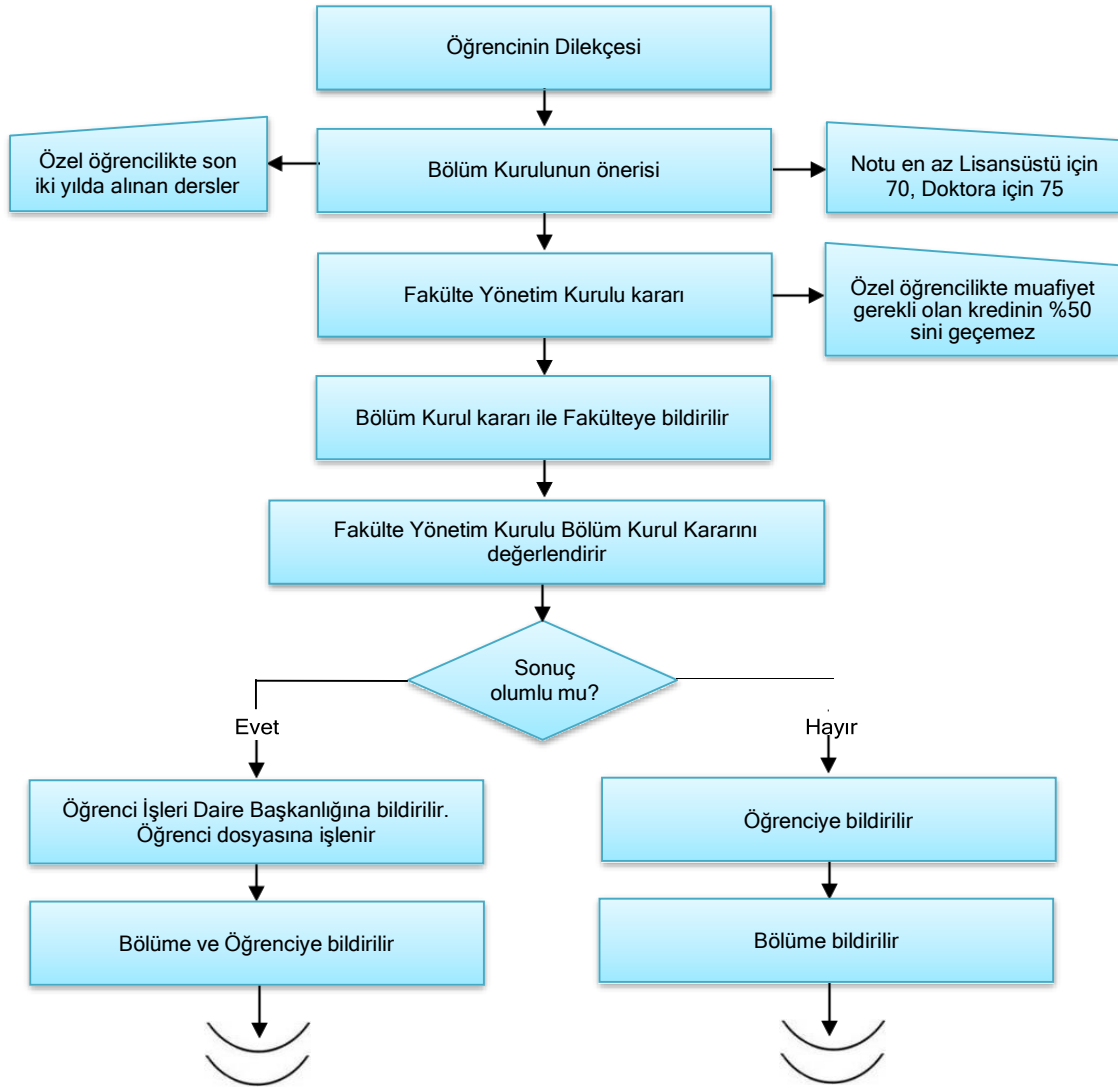 Öğrencinin Dilekçesi
Özel öğrencilikte son
iki yılda alınan dersler
Bölüm Kurulunun önerisi
Notu en az Lisansüstü için
70, Doktora için 75
Fakülte Yönetim Kurulu kararı
Özel öğrencilikte muafiyet
gerekli olan kredinin %50
sini geçemez
Bölüm Kurul kararı ile Fakülteye bildirilir
Fakülte Yönetim Kurulu Bölüm Kurul Kararını
değerlendirir
Sonuç
olumlu mu?
Evet
Hayır
Öğrenci İşleri Daire Başkanlığına bildirilir.
Öğrenci dosyasına işlenir
Öğrenciye bildirilir
Bölüme ve Öğrenciye bildirilir
Bölüme bildirilir